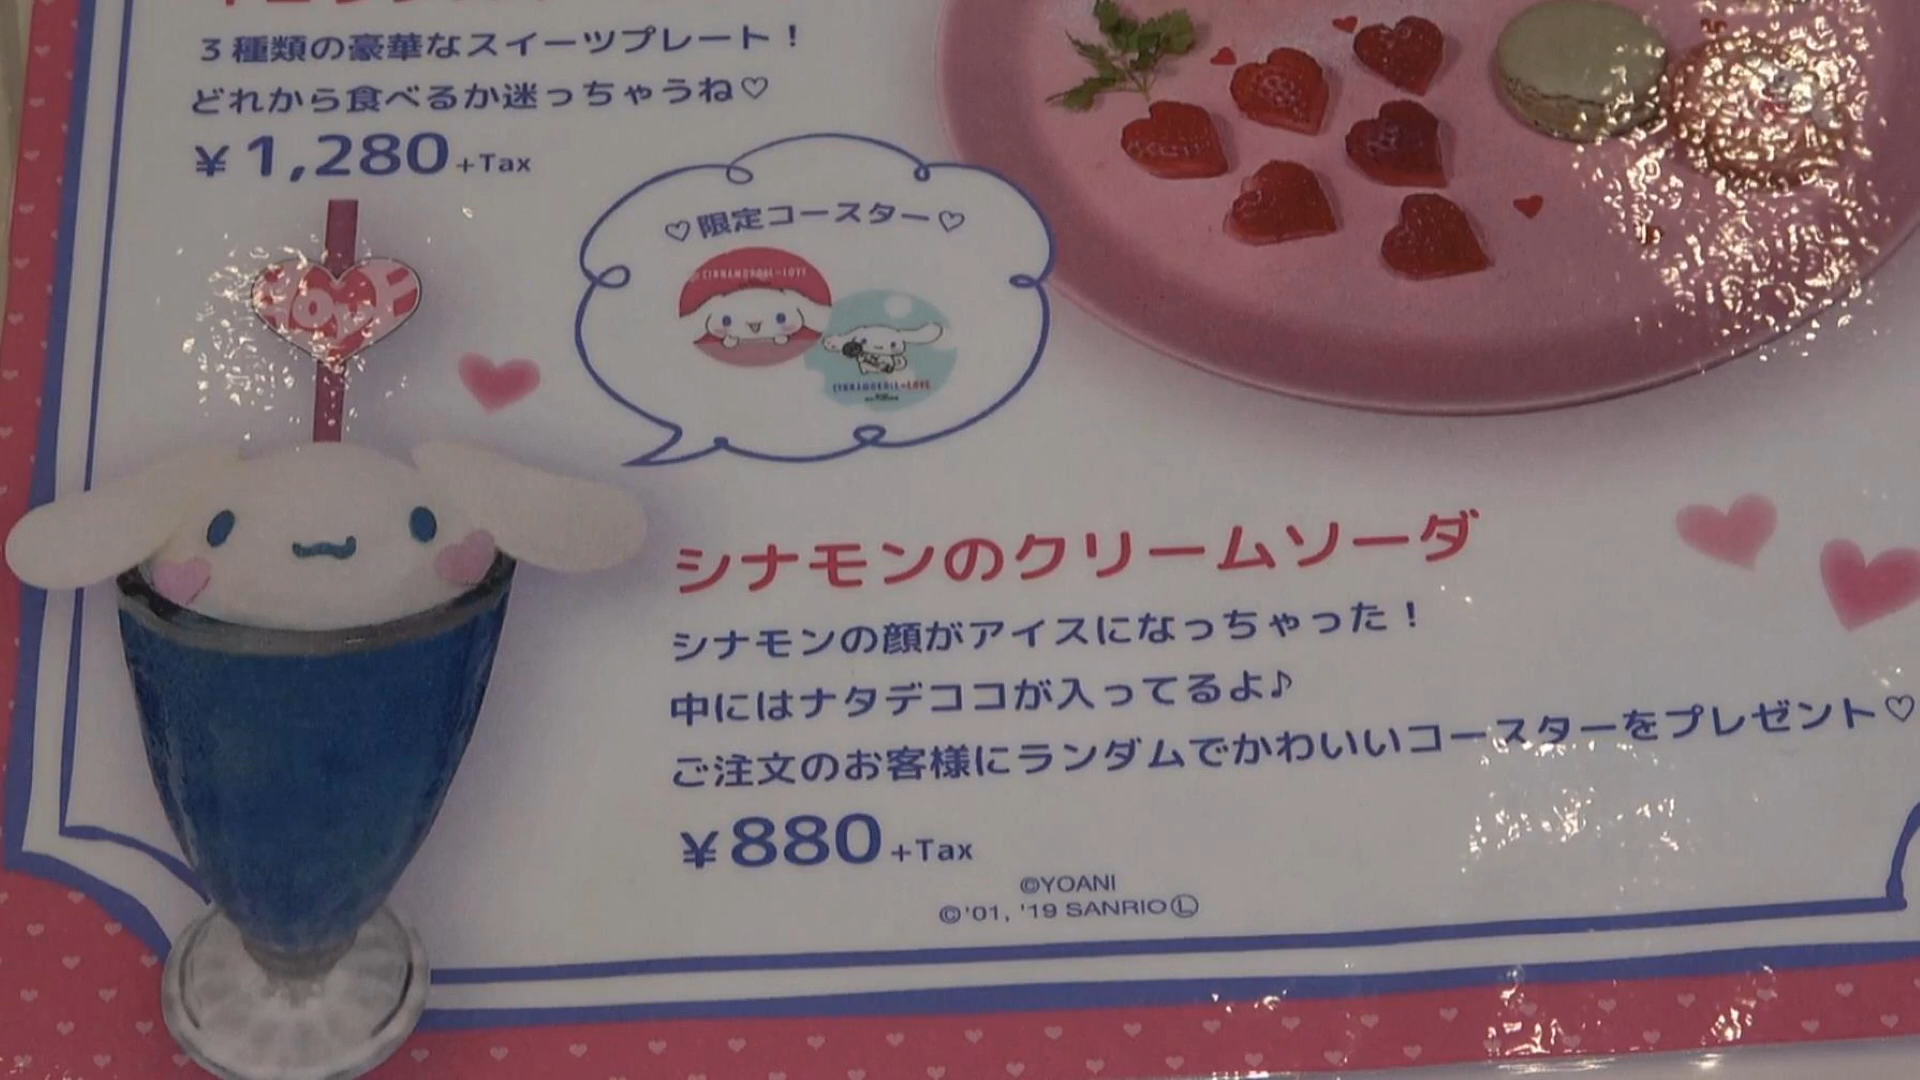 3種類の豪華なスイーツプレート！
どれから食べるか迷っちゃうね♡
¥1,280+Tax
♡限定コースター♡
CINNAMOROLL LOVE
CINNAMOROLL LOVE
シナモンのクリームソーダ
シナモンの顔がアイスになっちゃった！
中にはナタデココが入ってるよ♪
ご注文のお客様にランダムでかわいいコースターをプレゼント♡
¥880+Tax
©YOANI
©'01, '19 SANRIO Ⓛ